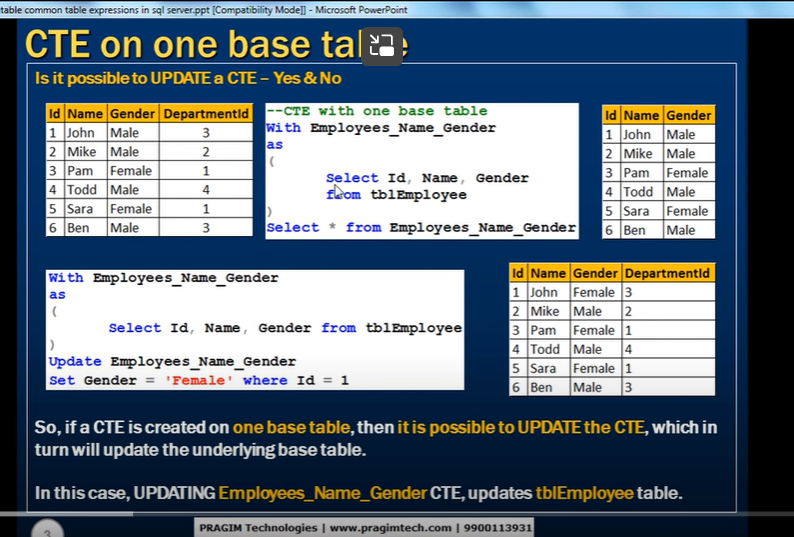 table common table expressions in sql server.ppt [Compatibility Mode]] - Microsoft PowerPoint
CTE on one base table
Is it possible to UPDATE a CTE – Yes & No
Id Name Gender DepartmentId
1 John Male 3
2 Mike Male 2
3 Pam Female 1
4 Todd Male 4
5 Sara Female 1
6 Ben Male 3
--CTE with one base table
With Employees_Name_Gender
as
(
Select Id, Name, Gender
from tblEmployee
)
Select * from Employees_Name_Gender
Id Name Gender
1 John Male
2 Mike Male
3 Pam Female
4 Todd Male
5 Sara Female
6 Ben Male
With Employees_Name_Gender
as
(
Select Id, Name, Gender from tblEmployee
)
Update Employees_Name_Gender
Set Gender = 'Female' where Id = 1
Id Name Gender DepartmentId
1 John Female 3
2 Mike Male 2
3 Pam Female 1
4 Todd Male 4
5 Sara Female 1
6 Ben Male 3
So, if a CTE is created on one base table, then it is possible to UPDATE the CTE, which in
turn will update the underlying base table.
In this case, UPDATING Employees_Name_Gender CTE, updates tblEmployee table.
3
PRAGIM Technologies | www.pragimtech.com | 9900113931